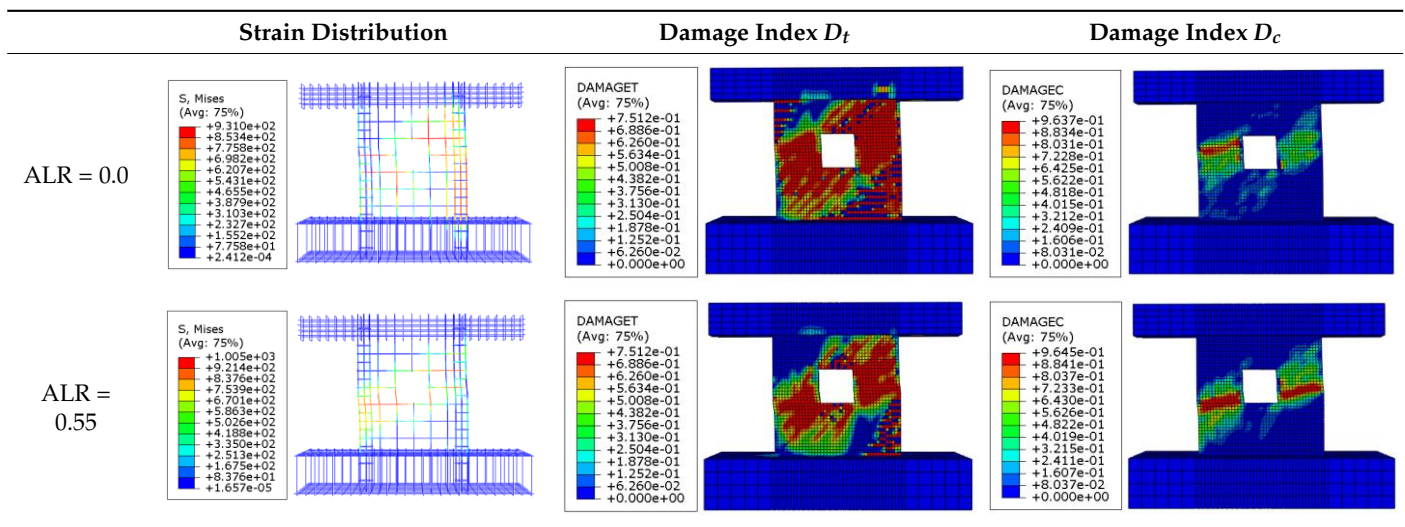 Strain Distribution Damage Index Dt Damage Index Dc
ALR = 0.0
S, Mises
(Avg: 75%)
+9.310e+02
+8.534e+02
+7.758e+02
+6.982e+02
+6.207e+02
+5.431e+02
+4.655e+02
+3.879e+02
+3.103e+02
+2.327e+02
+1.552e+02
+7.758e+01
+2.412e-04
DAMAGET
(Avg: 75%)
+7.512e-01
+6.886e-01
+6.260e-01
+5.634e-01
+5.008e-01
+4.382e-01
+3.756e-01
+3.130e-01
+2.504e-01
+1.878e-01
+1.252e-01
+6.260e-02
+0.000e+00
DAMAGEC
(Avg: 75%)
+9.637e-01
+8.834e-01
+8.031e-01
+7.228e-01
+6.425e-01
+5.622e-01
+4.818e-01
+4.015e-01
+3.212e-01
+2.409e-01
+1.606e-01
+8.031e-02
+0.000e+00
ALR =
0.55
S, Mises
(Avg: 75%)
+1.005e+03
+9.214e+02
+8.376e+02
+7.539e+02
+6.701e+02
+5.863e+02
+5.026e+02
+4.188e+02
+3.350e+02
+2.513e+02
+1.675e+02
+8.376e+01
+1.657e-05
DAMAGET
(Avg: 75%)
+7.512e-01
+6.886e-01
+6.260e-01
+5.634e-01
+5.008e-01
+4.382e-01
+3.756e-01
+3.130e-01
+2.504e-01
+1.878e-01
+1.252e-01
+6.260e-02
+0.000e+00
DAMAGEC
(Avg: 75%)
+9.645e-01
+8.841e-01
+8.037e-01
+7.233e-01
+6.430e-01
+5.626e-01
+4.822e-01
+4.019e-01
+3.215e-01
+2.411e-01
+1.607e-01
+8.037e-02
+0.000e+00